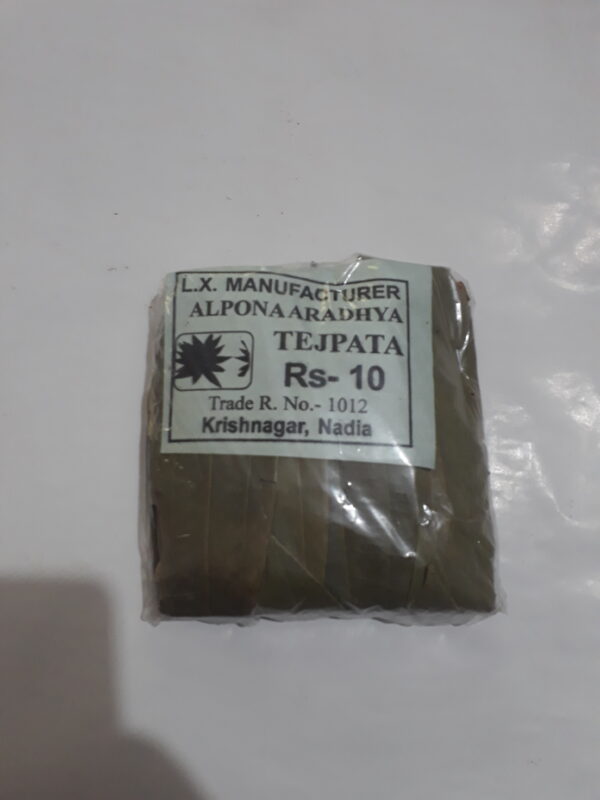 L.X. MANUFACTURER
ALPONA ARADHYA
TEJPATA
Rs- 10
Trade R. No.- 1012
Krishnagar, Nadia